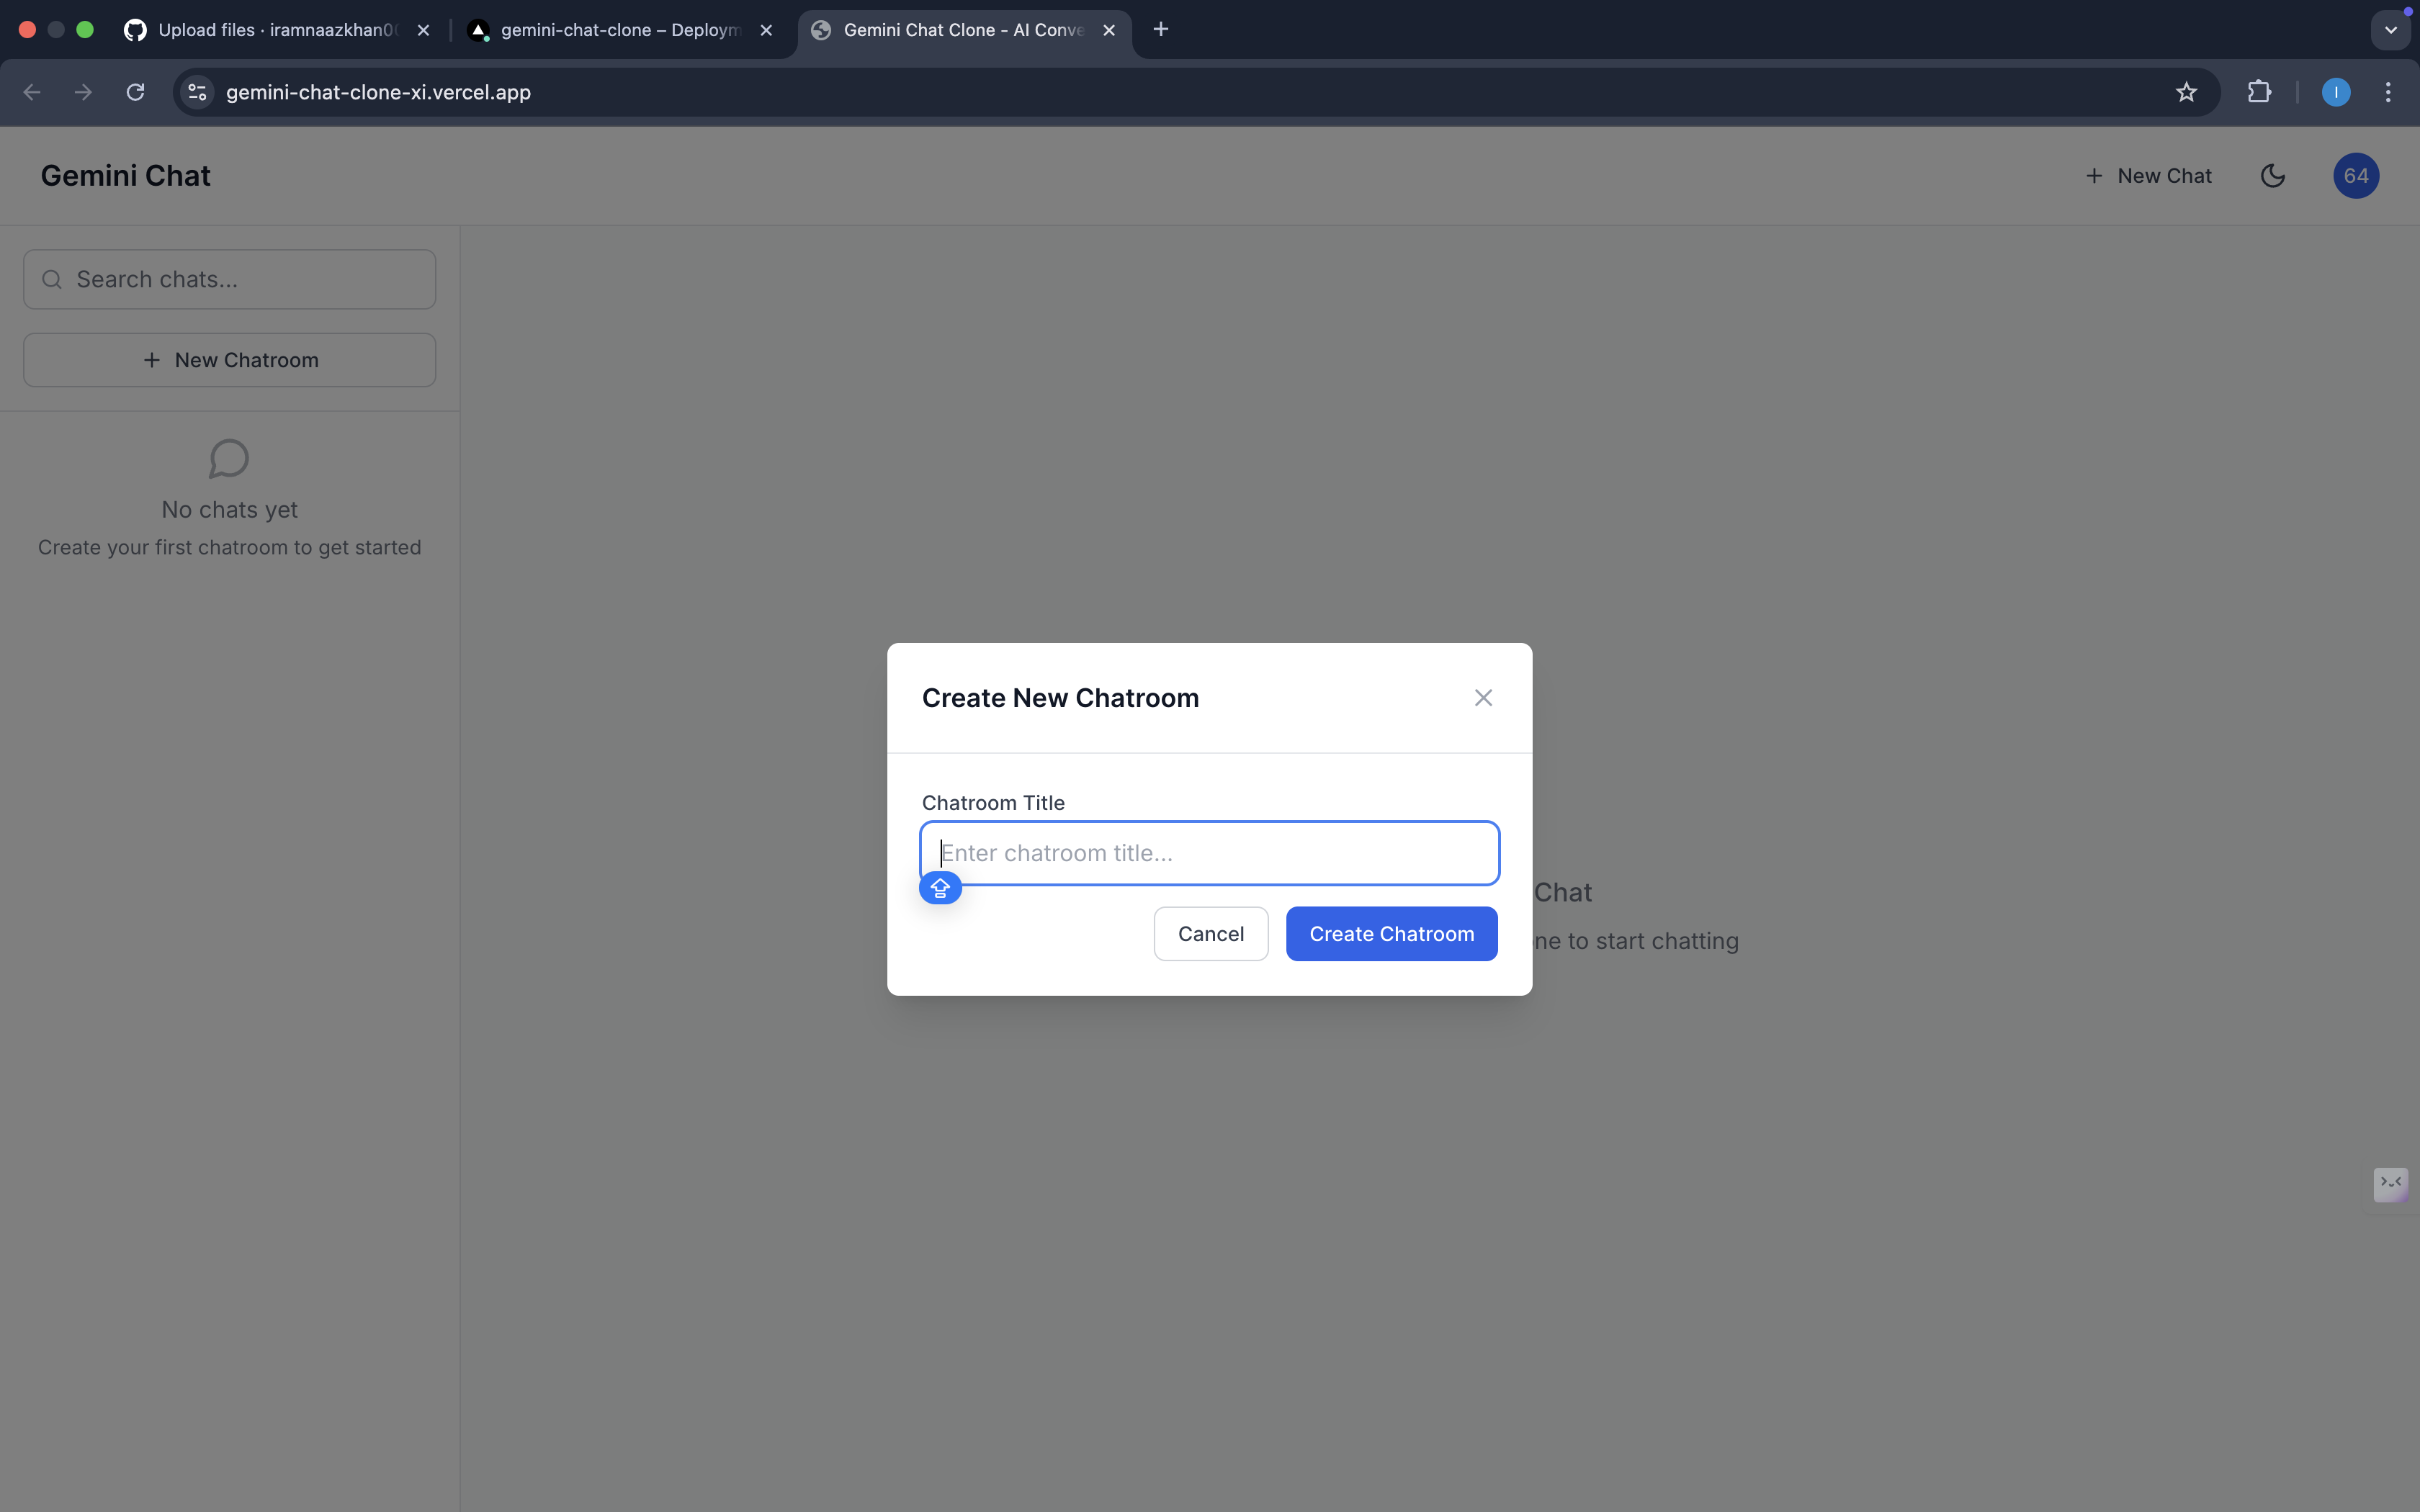 Upload files · iramnaazkhan0
gemini-chat-clone – Deploym
Gemini Chat Clone - AI Conve
gemini-chat-clone-xi.vercel.app
I
Gemini Chat
New Chat
64
Search chats...
New Chatroom
No chats yet
Create your first chatroom to get started
Create New Chatroom
Chatroom Title
Enter chatroom title...
Cancel
Create Chatroom
Chat
ne to start chatting